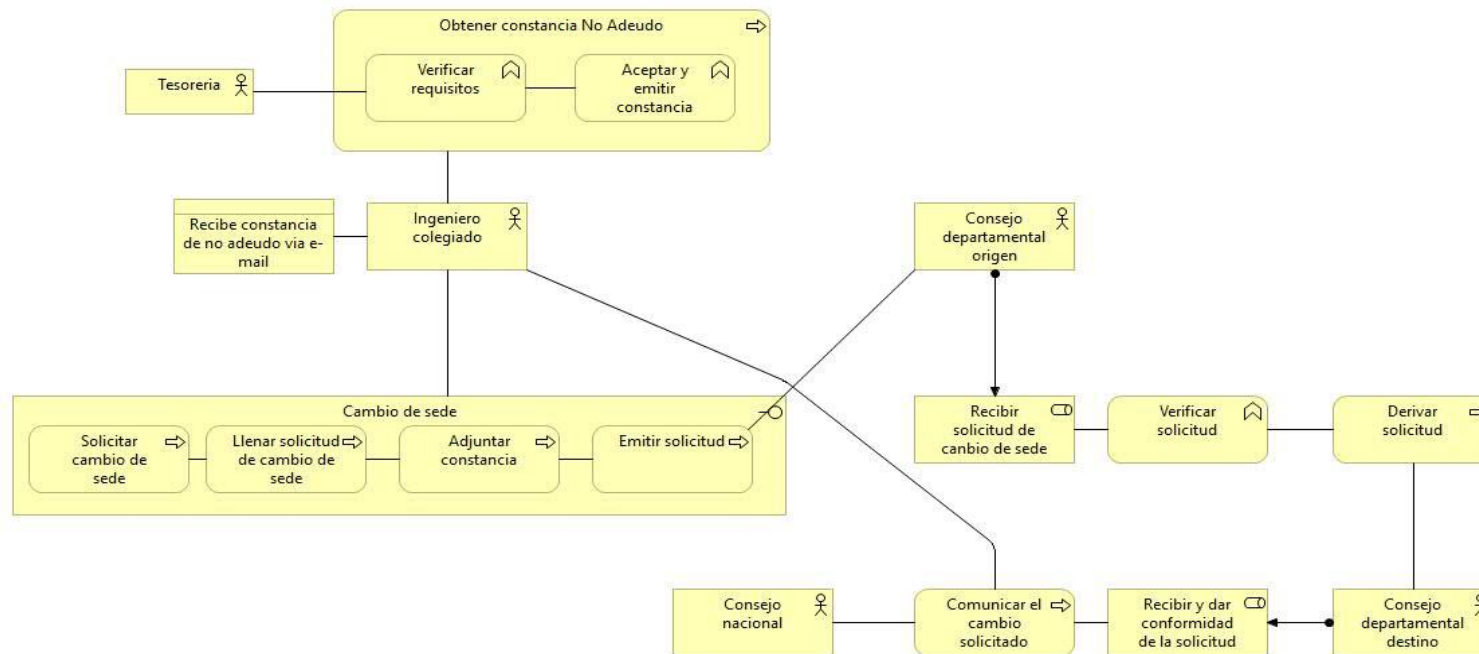 Obtener constancia No Adeudo
Verificar
requisitos
Aceptar y
emitir
constancia
Tesoreria
Recibe constancia
de no adeudo via e-
mail
Ingeniero
colegiado
Consejo
departamental
origen
Cambio de sede
Solicitar
cambio de
sede
Llenar solicitud
de cambio de
sede
Adjuntar
constancia
Emitir solicitud
Recibir
solicitud de
canbio de sede
Verificar
solicitud
Derivar
solicitud
Consejo
nacional
Comunicar el
cambio
solicitado
Recibir y dar
conformidad
de la solicitud
Consejo
departamental
destino